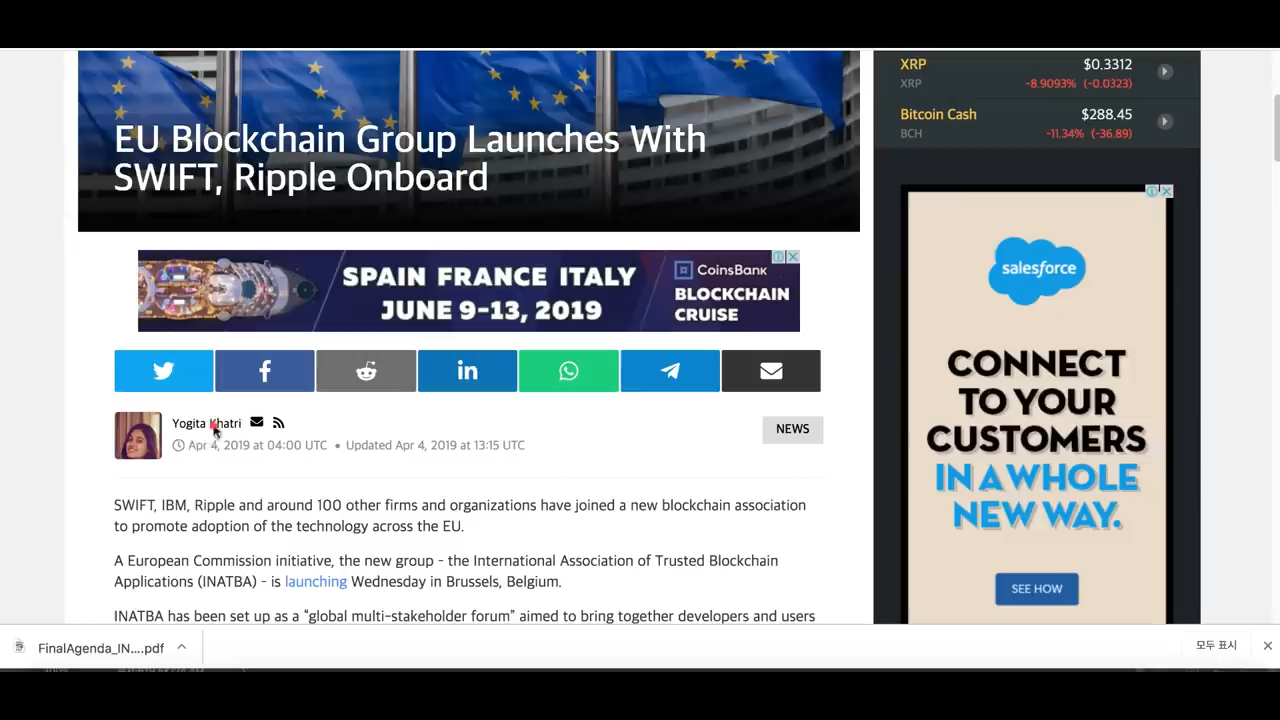 EU Blockchain Group Launches With
SWIFT, Ripple Onboard
SPAIN FRANCE ITALY
JUNE 9-13, 2019
CoinsBank
BLOCKCHAIN
CRUISE
in
Yogita Khatri
Apr 4, 2019 at 04:00 UTC • Updated Apr 4, 2019 at 13:15 UTC
NEWS
SWIFT, IBM, Ripple and around 100 other firms and organizations have joined a new blockchain association
to promote adoption of the technology across the EU.
A European Commission initiative, the new group - the International Association of Trusted Blockchain
Applications (INATBA) - is launching Wednesday in Brussels, Belgium.
INATBA has been set up as a "global multi-stakeholder forum" aimed to bring together developers and users
XRP $0.3312
XRP -8.9093% (-0.0323)
Bitcoin Cash $288.45
BCH -11.34% (-36.89)
salesforce
CONNECT
TO YOUR
CUSTOMERS
IN A WHOLE
NEW WAY.
SEE HOW
FinalAgenda_IN....pdf
모두 표시